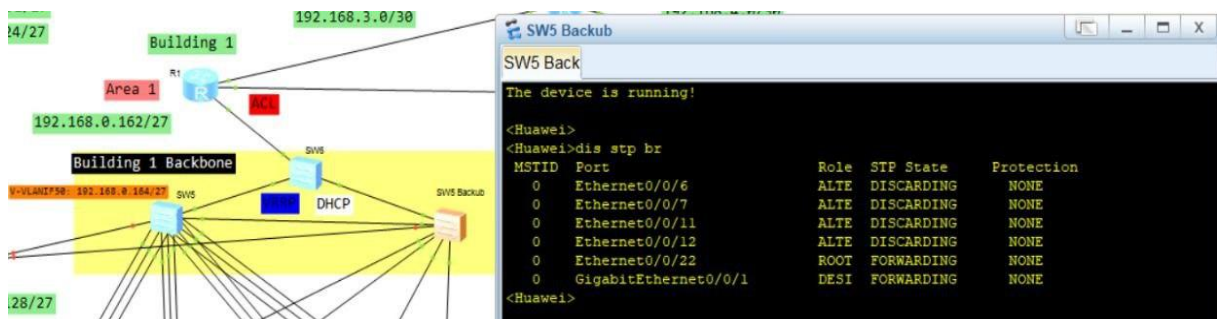 192.168.3.0/30
24/27
Building 1
R1
Area 1
R
ACL
192.168.0.162/27
SW6
Building 1 Backbone
V-VLANIF50: 192.168.0.164/27
SW5
VRRP
DHCP
SW5 Backub
.28/27
SW5 Backub
SW5 Back
The device is running!
<Huawei>
<Huawei>dis stp br
MSTID Port Role STP State Protection
0 Ethernet0/0/6 ALTE DISCARDING NONE
0 Ethernet0/0/7 ALTE DISCARDING NONE
0 Ethernet0/0/11 ALTE DISCARDING NONE
0 Ethernet0/0/12 ALTE DISCARDING NONE
0 Ethernet0/0/22 ROOT FORWARDING NONE
0 GigabitEthernet0/0/1 DESI FORWARDING NONE
<Huawei>